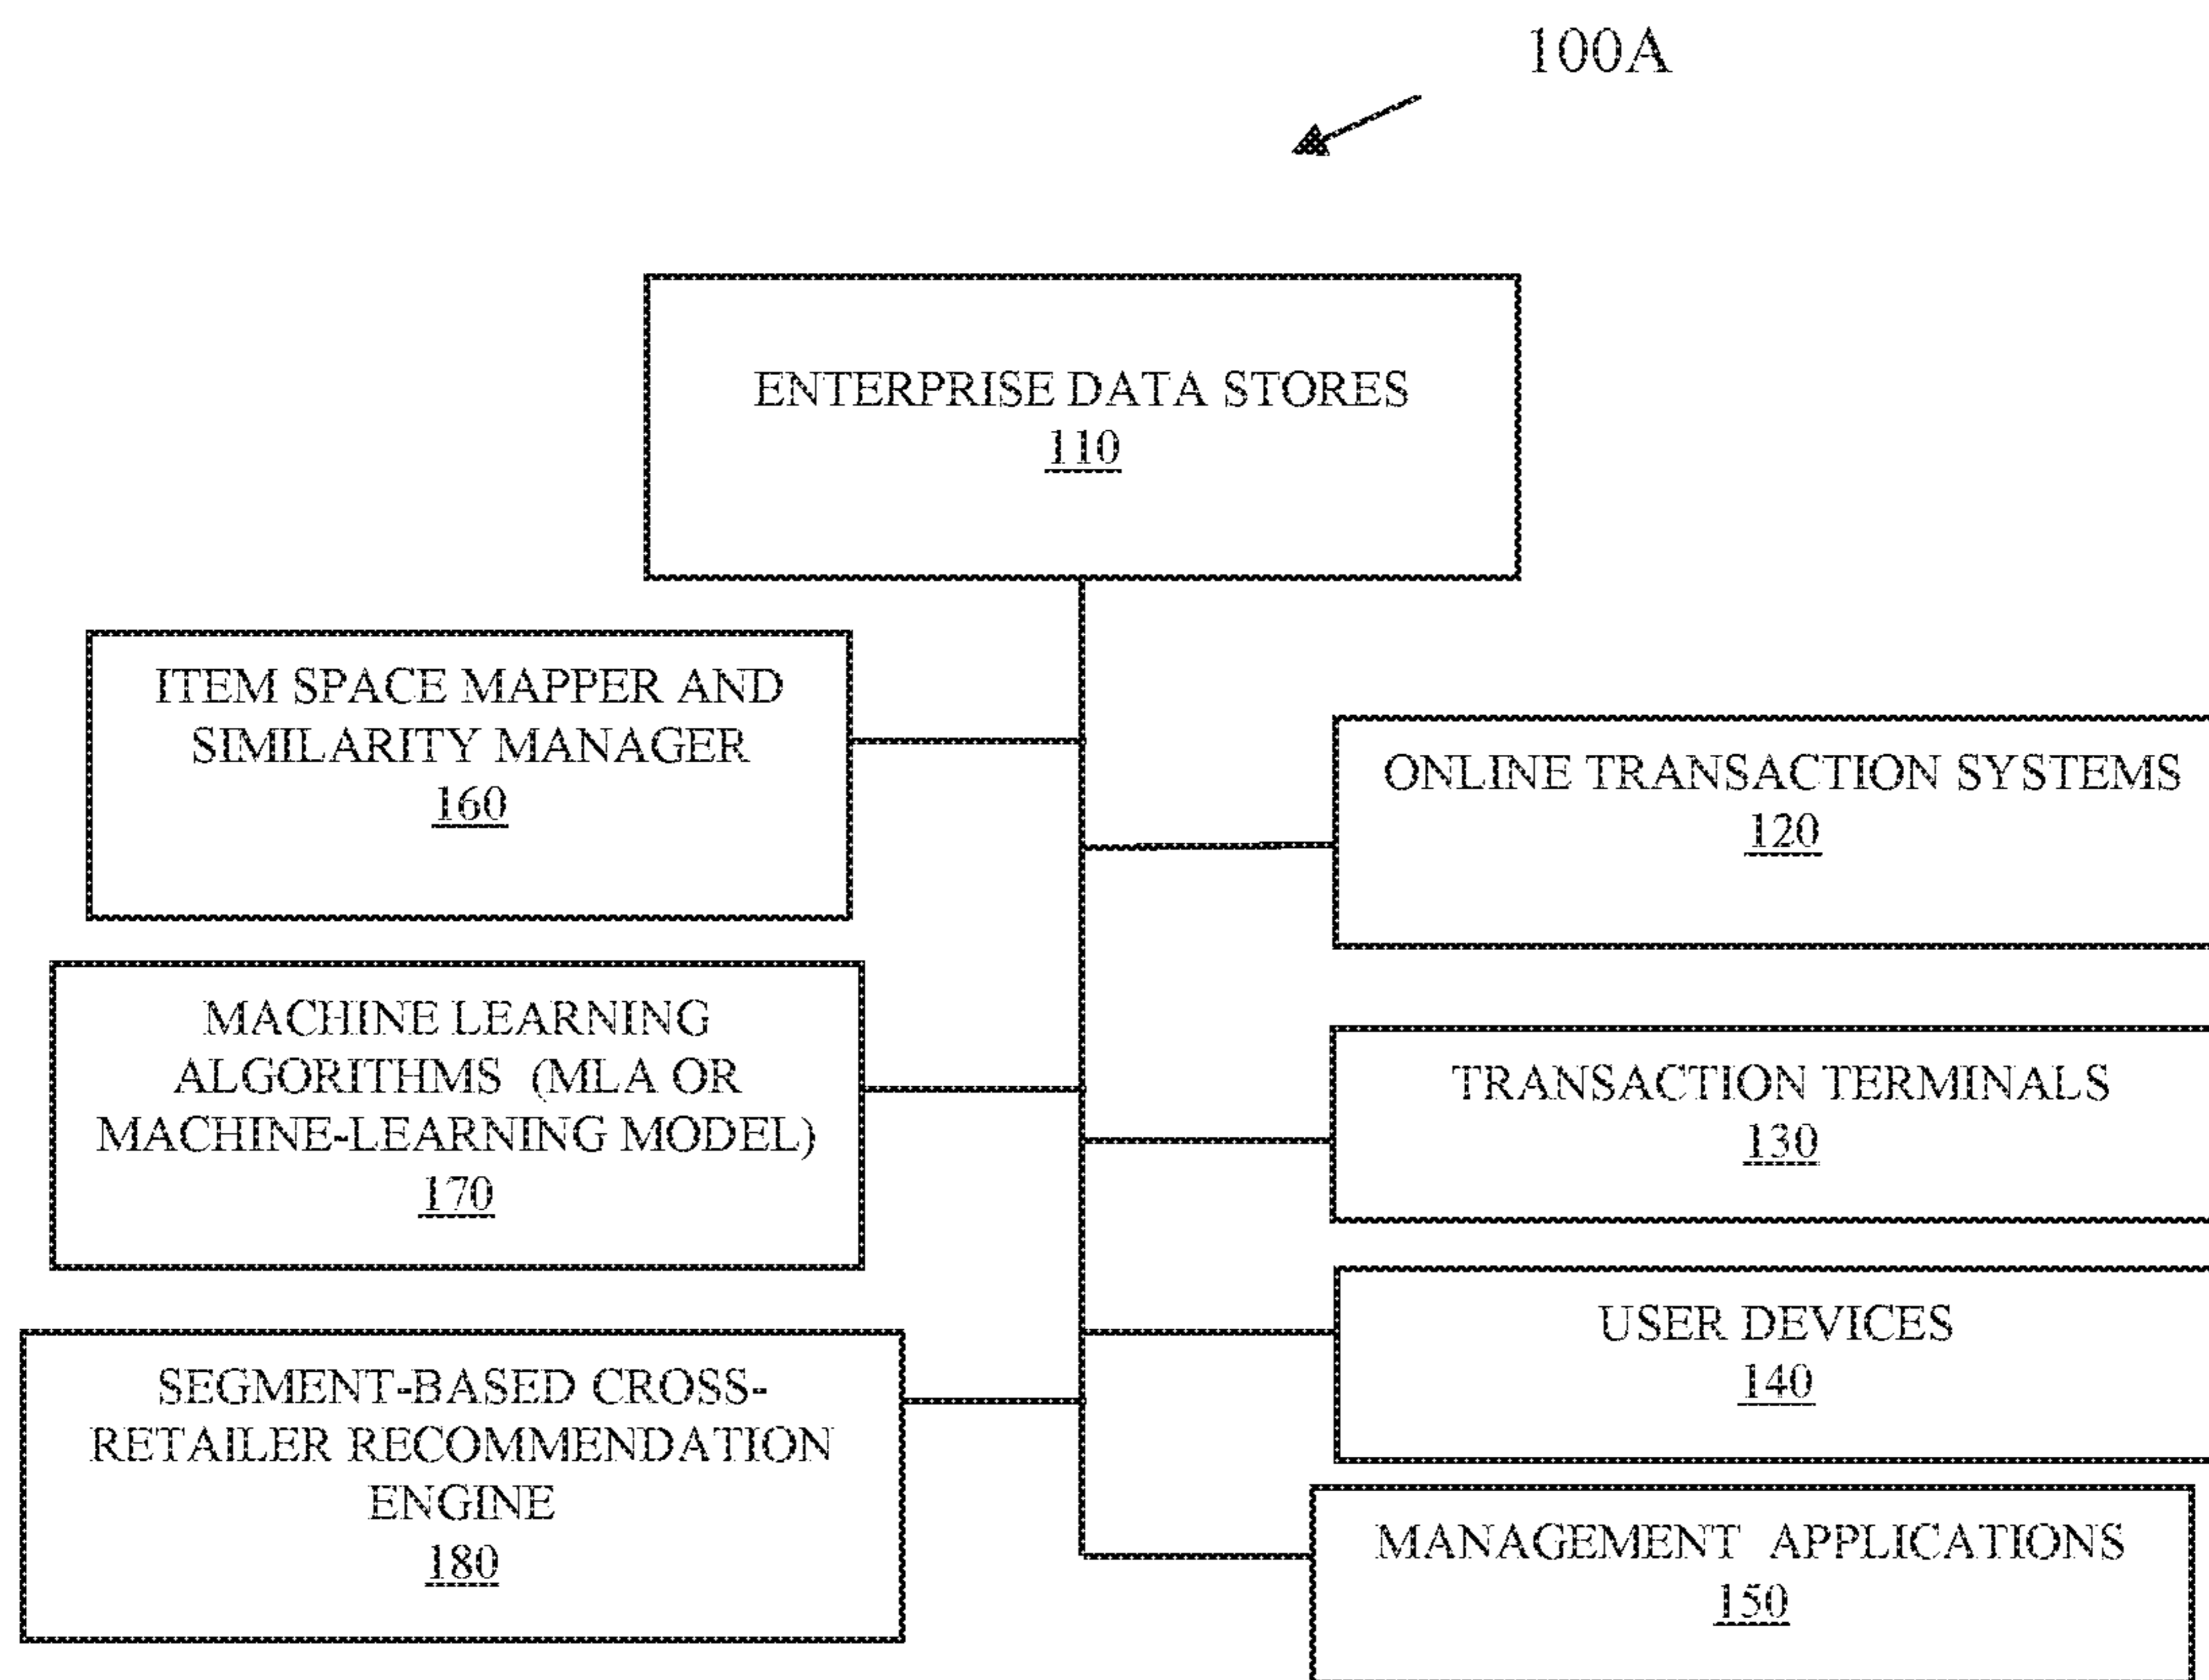 100A
ENTERPRISE DATA STORES
110
ITEM SPACE MAPPER AND
SIMILARITY MANAGER
160
ONLINE TRANSACTION SYSTEMS
120
MACHINE LEARNING
ALGORITHMS (MLA OR
MACHINE-LEARNING MODEL)
170
TRANSACTION TERMINALS
130
USER DEVICES
140
SEGMENT-BASED CROSS-
RETAILER RECOMMENDATION
ENGINE
180
MANAGEMENT APPLICATIONS
150